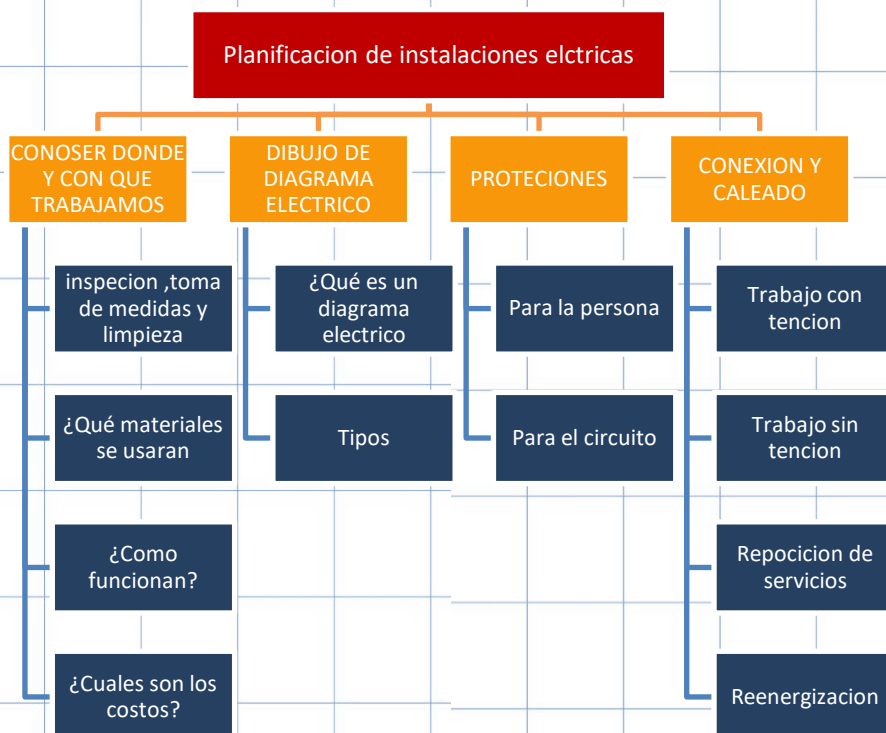 Planificacion de instalaciones elctricas
CONOSER DONDE
Y CON QUE
TRABAJAMOS
inspecion ,toma
de medidas y
limpieza
¿Qué materiales
se usaran
¿Como
funcionan?
¿Cuales son los
costos?
DIBUJO DE
DIAGRAMA
ELECTRICO
¿Qué es un
diagrama
electrico
Tipos
PROTECIONES
Para la persona
Para el circuito
CONEXION Y
CALEADO
Trabajo con
tencion
Trabajo sin
tencion
Repocicion de
servicios
Reenergizacion